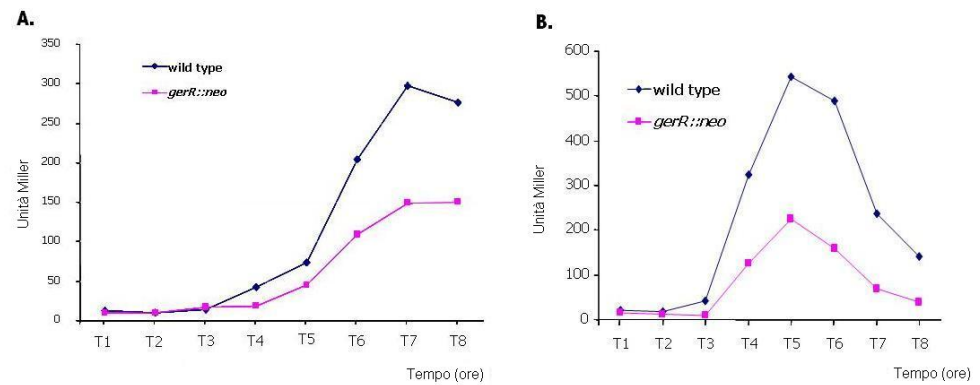 A.
350
300
250
200
150
100
50
0
Unità Miller
wild type
gerR::neo
T1 T2 T3 T4 T5 T6 T7 T8
Tempo (ore)
B.
600
500
400
300
200
100
0
Unità Miller
wild type
gerR::neo
T1 T2 T3 T4 T5 T6 T7 T8
Tempo (ore)